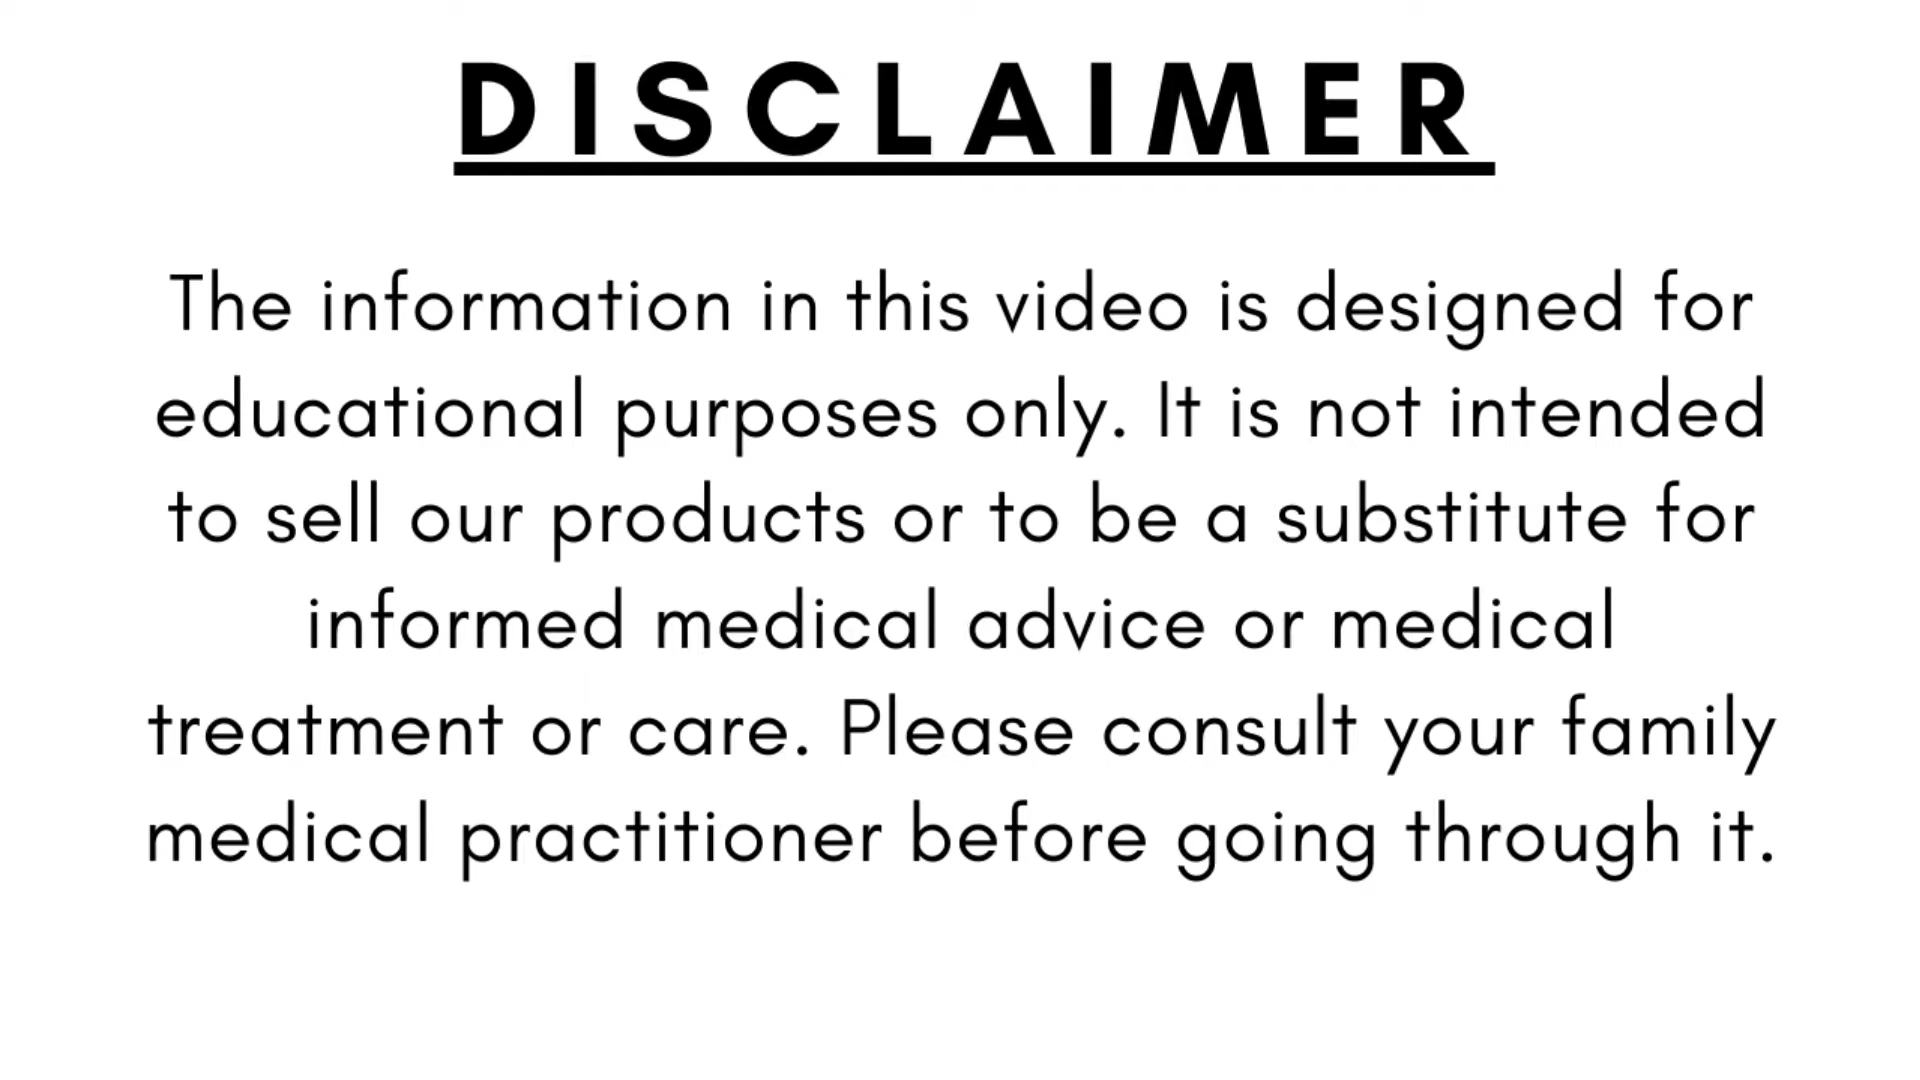 DISCLAIMER
The information in this video is designed for
educational purposes only. It is not intended
to sell our products or to be a substitute for
informed medical advice or medical
treatment or care. Please consult your family
medical practitioner before going through it.